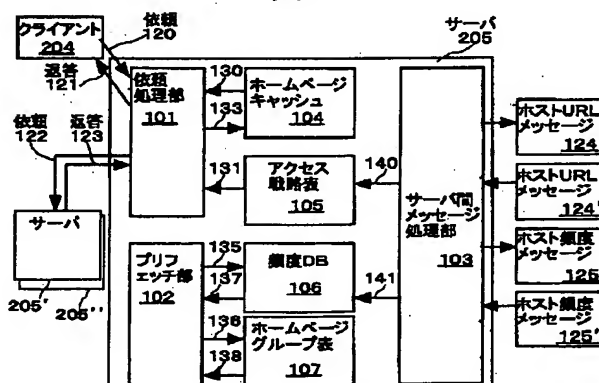 クライアント
204
依頼
120
返答
121
依頼
122
返答
123
サーバ
205
依頼
処理部
101
130
133
ホームページ
キャッシュ
104
131
アクセス
戦略表
105
140
サーバ間
メッセージ
処理部
103
ホストURL
メッセージ
124
ホストURL
メッセージ
124'
ホスト頻度
メッセージ
125
ホスト頻度
メッセージ
125'
サーバ
205'
205''
プリフ
ェッチ部
102
135
137
頻度DB
106
141
136
138
ホームページ
グループ表
107